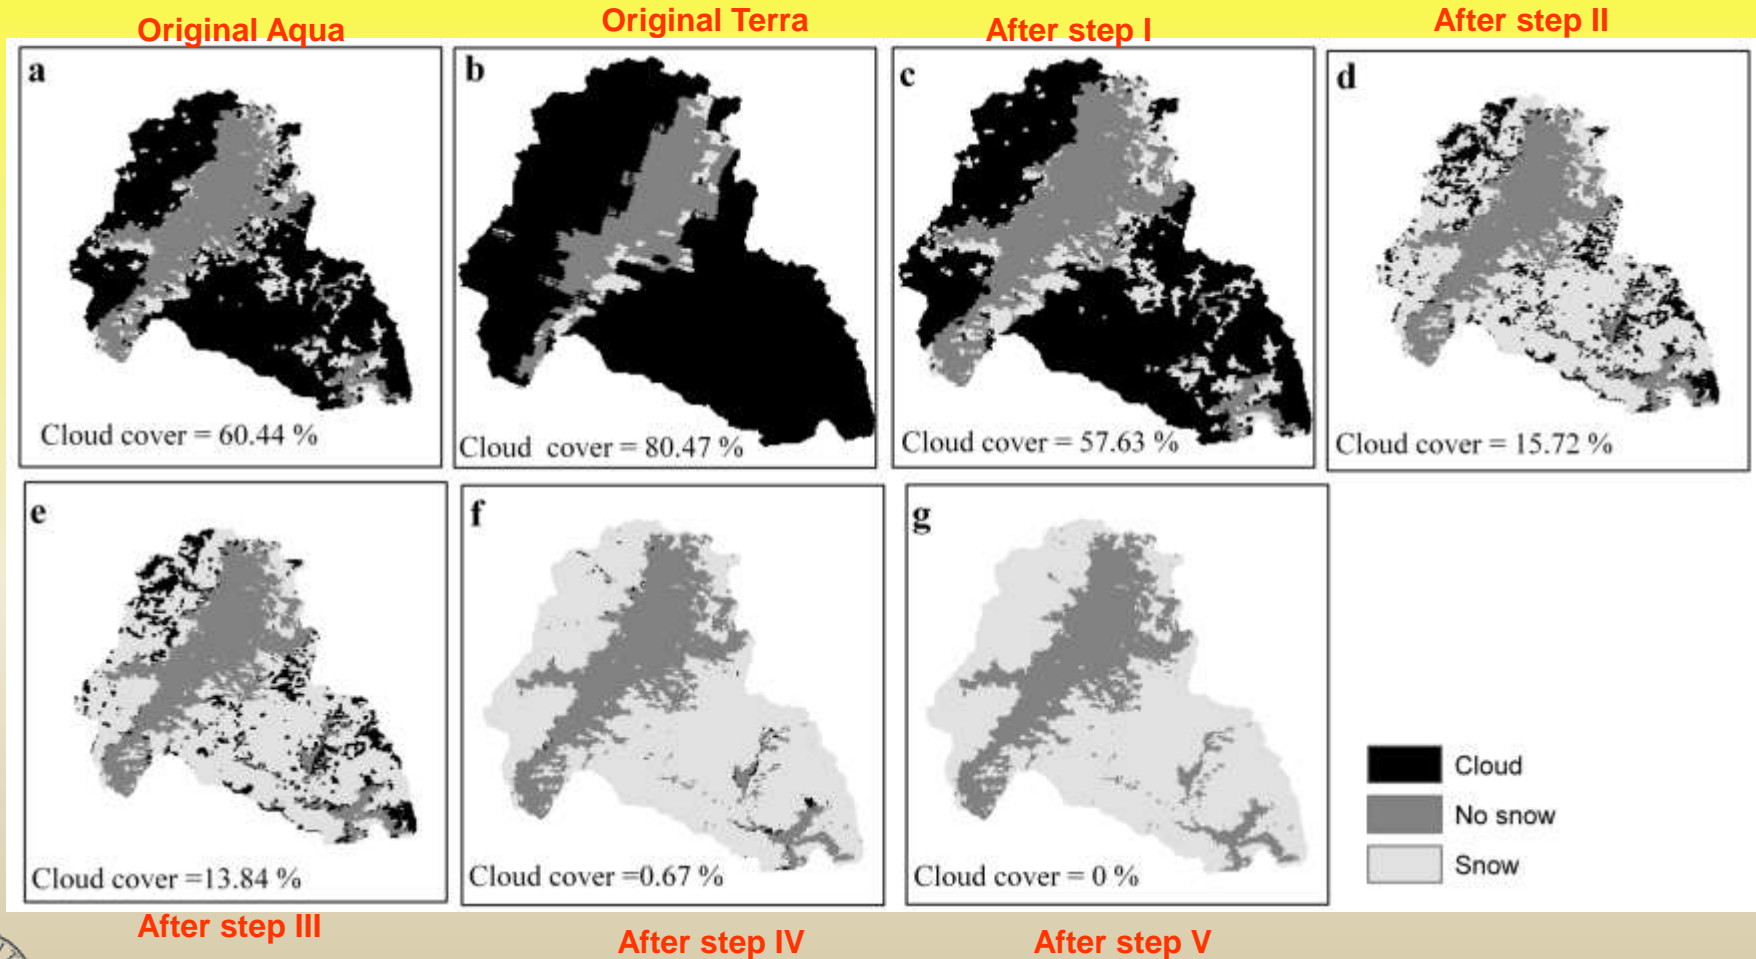 Original Aqua
Original Terra
After step I
After step II
a
b
c
d
Cloud cover = 60.44 %
Cloud cover = 80.47 %
Cloud cover = 57.63 %
Cloud cover = 15.72 %
e
f
g
Cloud
No snow
Snow
Cloud cover =13.84 %
Cloud cover =0.67 %
Cloud cover = 0 %
After step III
After step IV
After step V